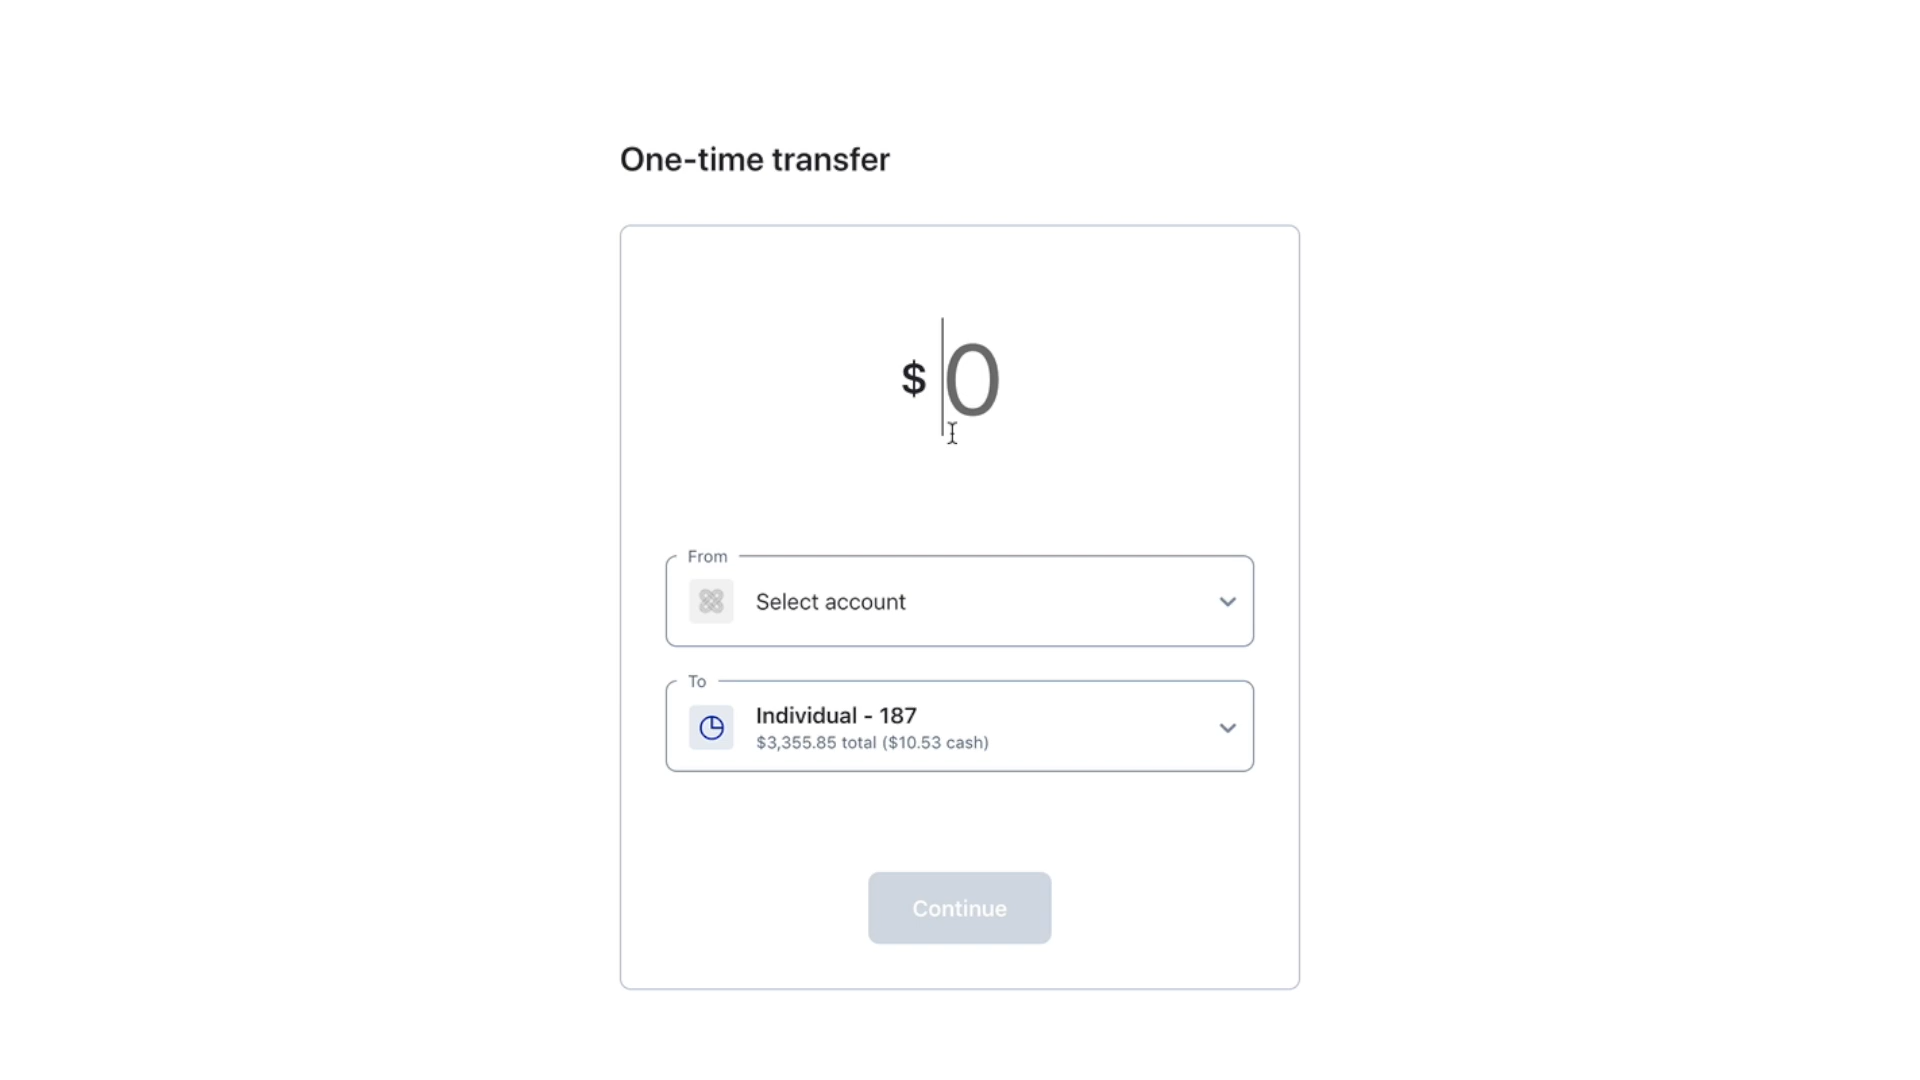 One-time transfer
$ 0
From
Select account
To
Individual - 187
$3,355.85 total ($10.53 cash)
Continue